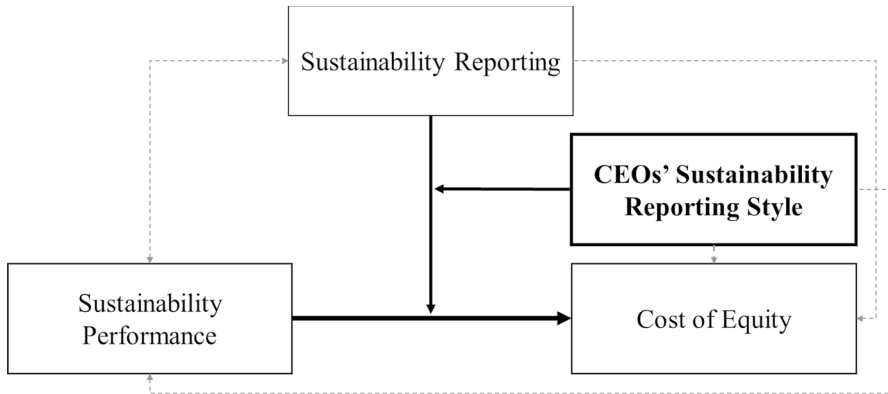 Sustainability Reporting
CEOs’ Sustainability
Reporting Style
Sustainability
Performance
Cost of Equity